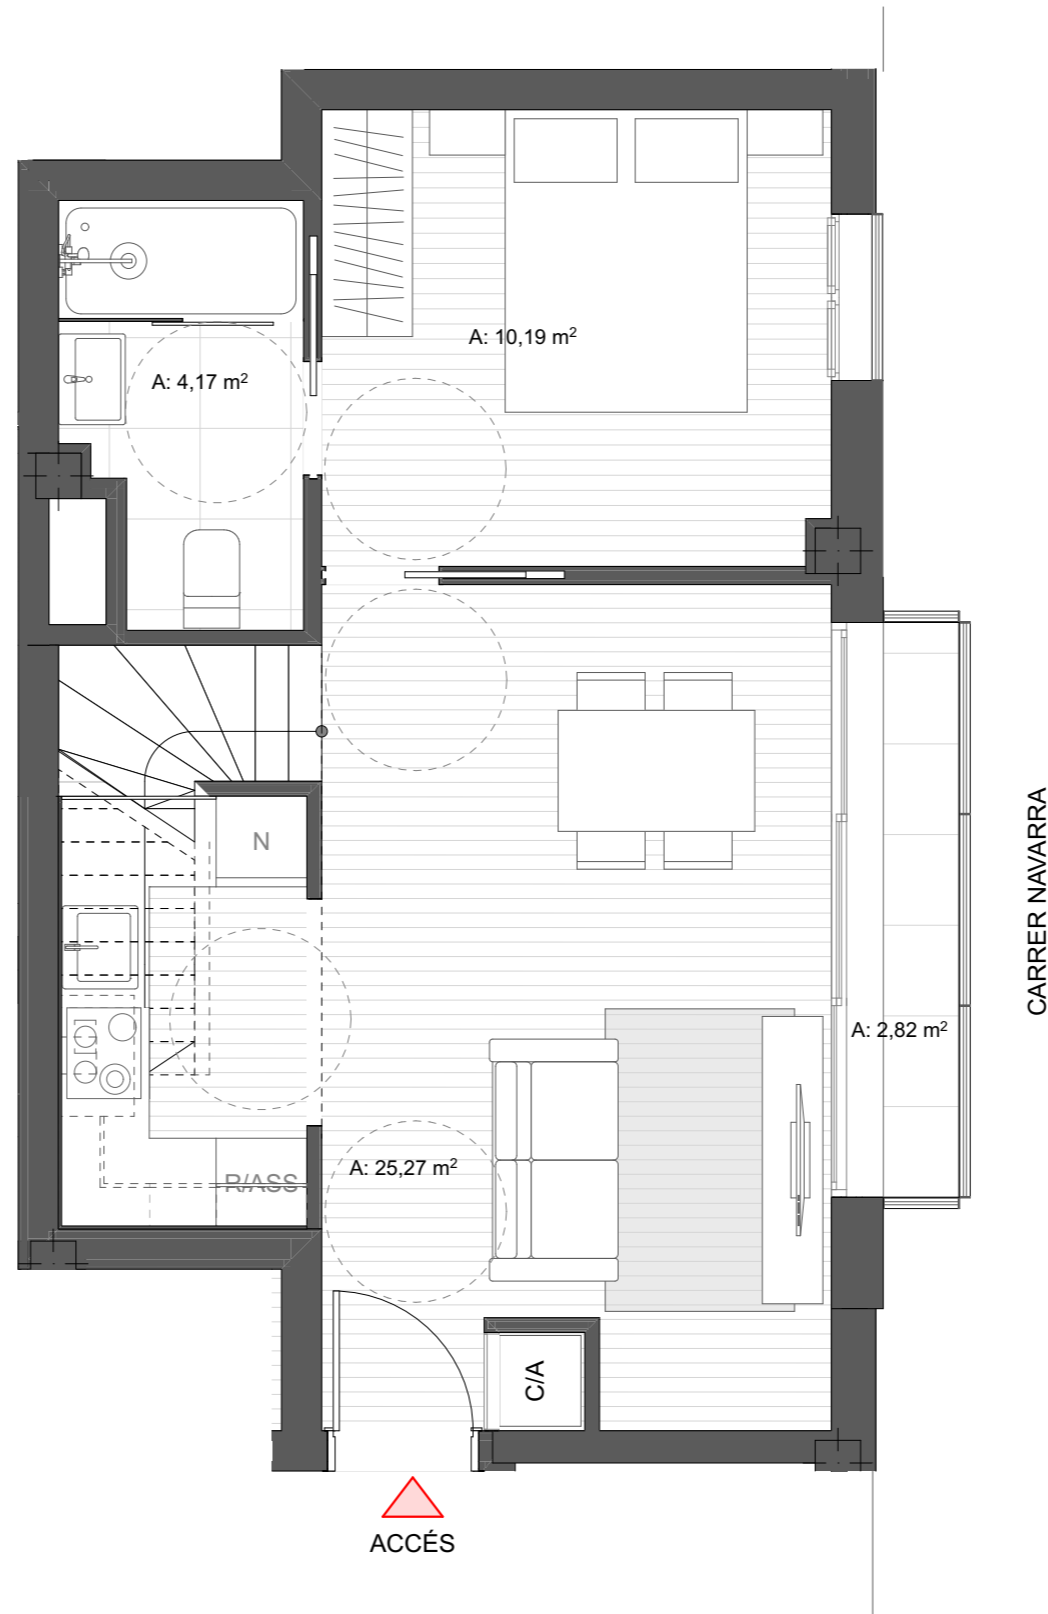 A: 10,19 m²
A: 4,17 m²
N
CARRER NAVARRA
A: 2,82 m²
A: 25,27 m²
R/ASS
C/A
ACCÉS